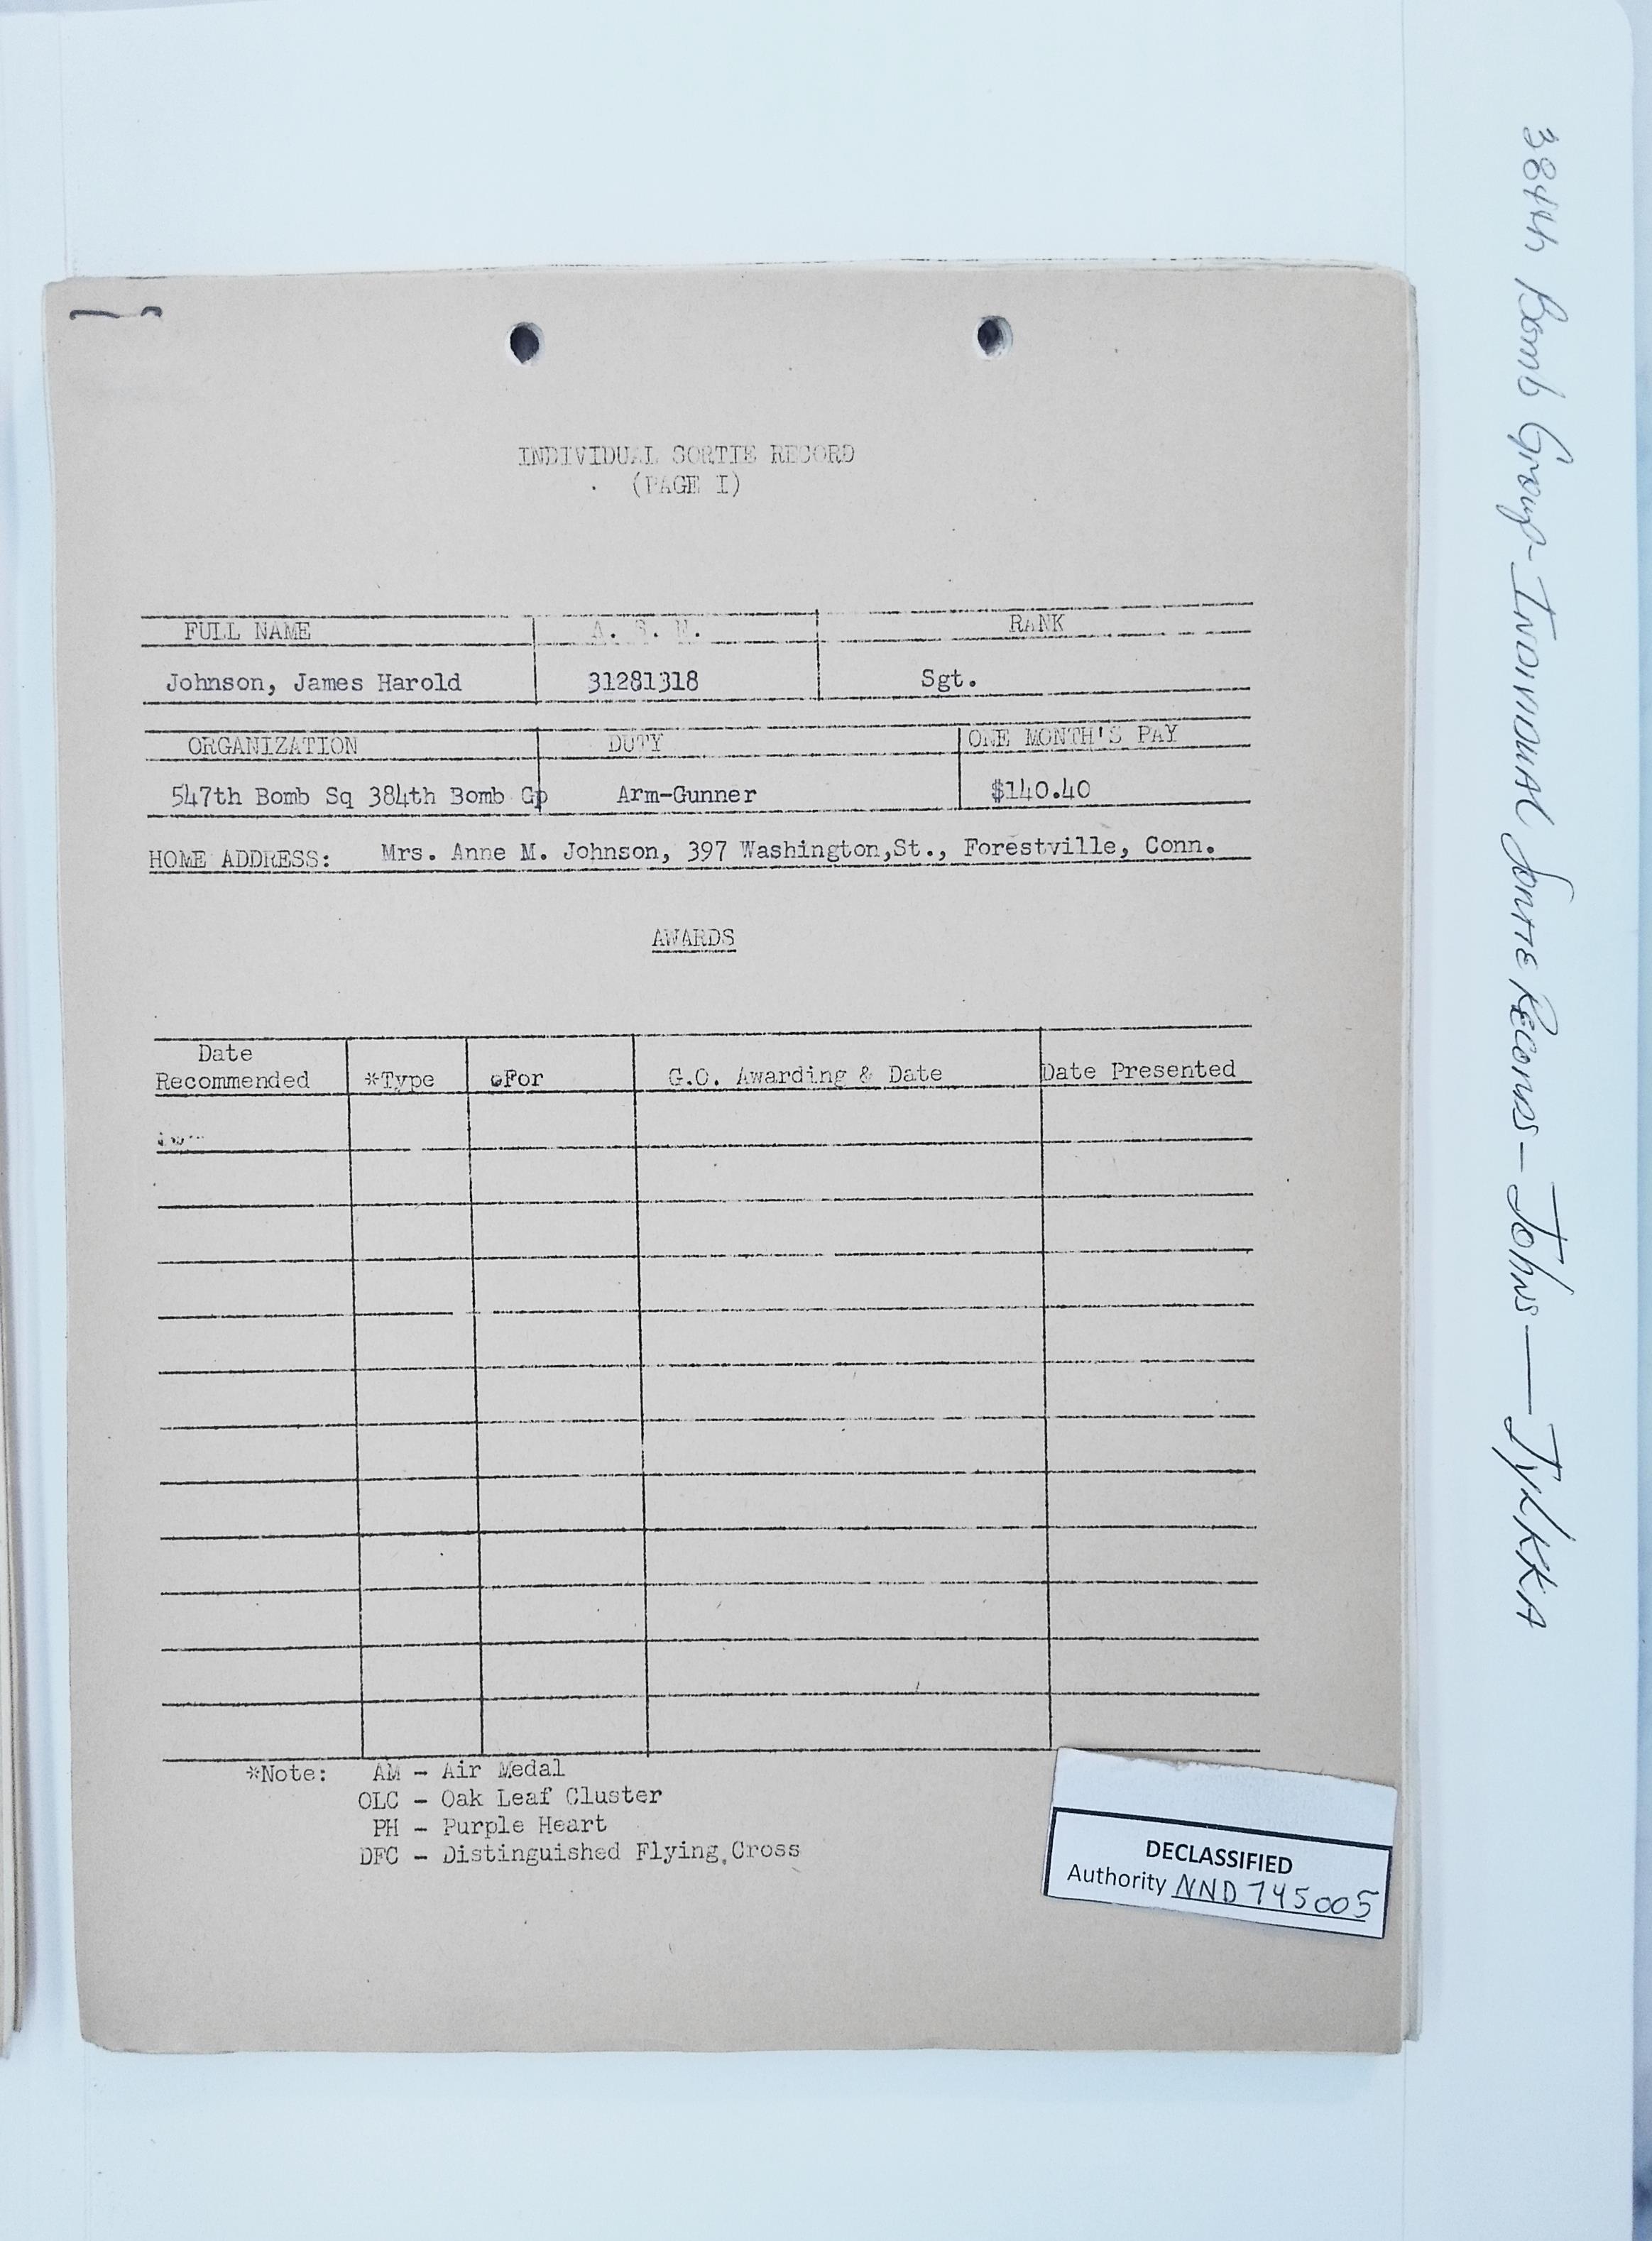 INDIVIDUAL SORTIE RECORD
(PAGE I)
FULL NAME A. S. N. RANK
Johnson, James Harold 31281318 Sgt.
ORGANIZATION DUTY ONE MONTH'S PAY
547th Bomb Sq 384th Bomb Gp Arm-Gunner $140.40
HOME ADDRESS: Mrs. Anne M. Johnson, 397 Washington,St., Forestville, Conn.
AWARDS
Date
Recommended *Type For G.O. Awarding & Date Date Presented
*Note: AM - Air Medal
OLC - Oak Leaf Cluster
PH - Purple Heart
DFC - Distinguished Flying Cross
DECLASSIFIED
Authority NND 745005
384th Bomb Group - Individual Sortie Records — Johns — Jylkka